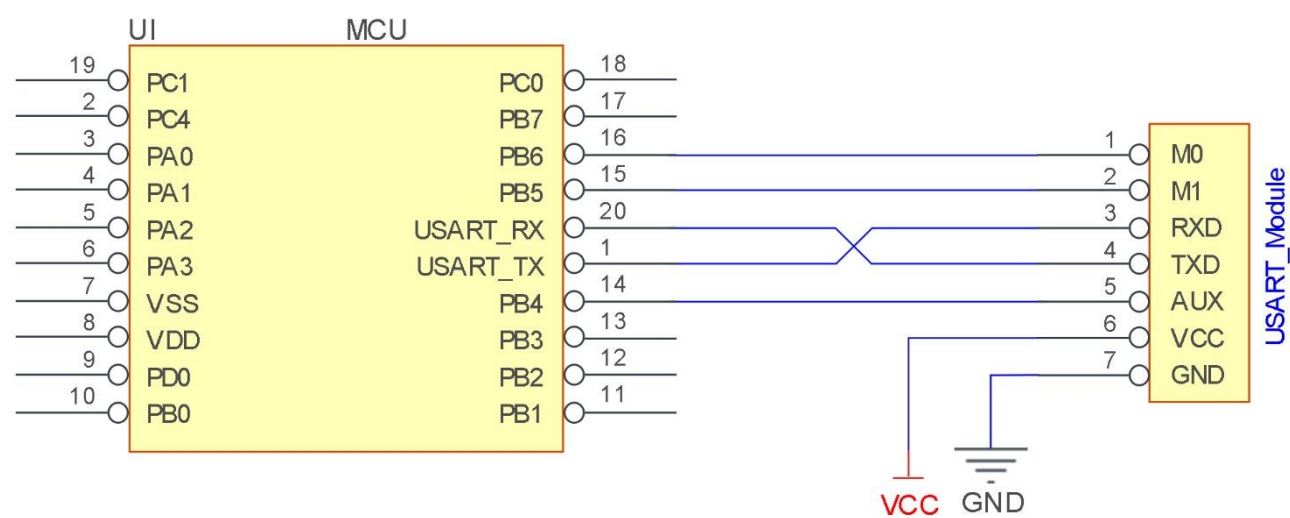 UI MCU
19 PC1 PC0 18
2 PC4 PB7 17
3 PA0 PB6 16 1 M0
4 PA1 PB5 15 2 M1
5 PA2 USART_RX 20 3 RXD
6 PA3 USART_TX 1 4 TXD
7 VSS PB4 14 5 AUX
8 VDD PB3 13 6 VCC
9 PD0 PB2 12 7 GND
10 PB0 PB1 11
USART_Module
VCC GND